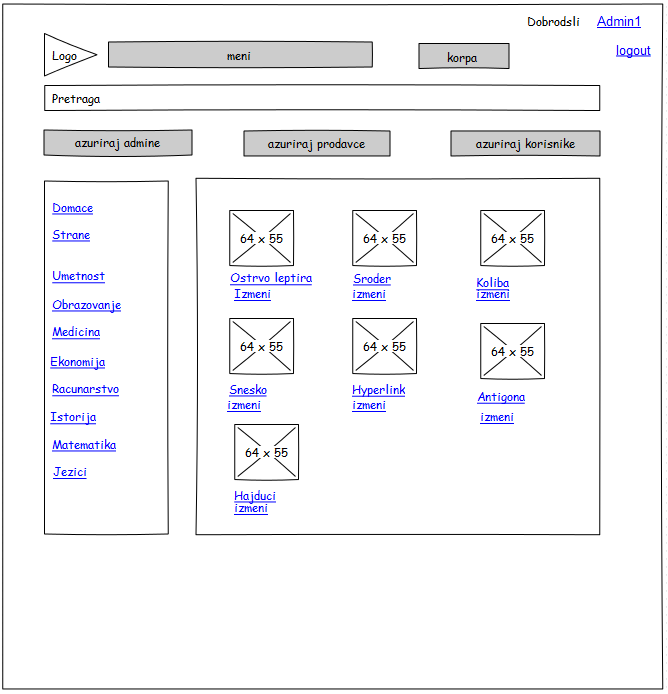 Dobrodsli Admin1
logout
Logo
meni
korpa
Pretraga
azuriraj admine
azuriraj prodavce
azuriraj korisnike
Domace
Strane
Umetnost
Obrazovanje
Medicina
Ekonomija
Racunarstvo
Istorija
Matematika
Jezici
64 x 55
Ostrvo leptira
Izmeni
64 x 55
Sroder
izmeni
64 x 55
Koliba
izmeni
64 x 55
Snesko
izmeni
64 x 55
Hyperlink
izmeni
64 x 55
Antigona
izmeni
64 x 55
Hajduci
izmeni